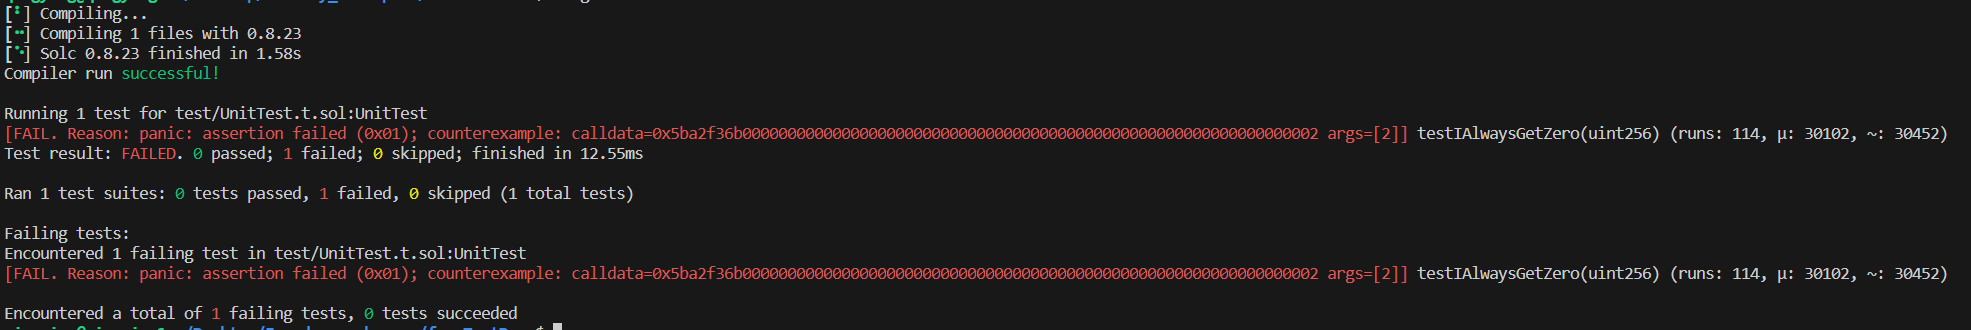 [⠃] Compiling...
[⠒] Compiling 1 files with 0.8.23
[⠑] Solc 0.8.23 finished in 1.58s
Compiler run successful!
Running 1 test for test/UnitTest.t.sol:UnitTest
[FAIL. Reason: panic: assertion failed (0x01); counterexample: calldata=0x5ba2f36b0000000000000000000000000000000000000000000000000000000000000002 args=[2]] testIAlwaysGetZero(uint256) (runs: 114, μ: 30102, ~: 30452)
Test result: FAILED. 0 passed; 1 failed; 0 skipped; finished in 12.55ms
Ran 1 test suites: 0 tests passed, 1 failed, 0 skipped (1 total tests)
Failing tests:
Encountered 1 failing test in test/UnitTest.t.sol:UnitTest
[FAIL. Reason: panic: assertion failed (0x01); counterexample: calldata=0x5ba2f36b0000000000000000000000000000000000000000000000000000000000000002 args=[2]] testIAlwaysGetZero(uint256) (runs: 114, μ: 30102, ~: 30452)
Encountered a total of 1 failing tests, 0 tests succeeded